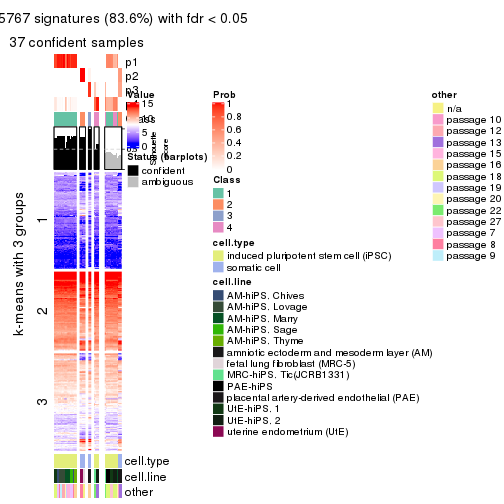 5767 signatures (83.6%) with fdr < 0.05
37 confident samples
p1
p2
p3
Value
15
10
5
0
Status (barplots)
confident
ambiguous
k-means with 3 groups
1
2
3
cell.type
cell.line
other
Prob
1
0.8
0.6
0.4
0.2
0
Class
1
2
3
4
cell.type
induced pluripotent stem cell (iPSC)
somatic cell
cell.line
AM-hiPS. Chives
AM-hiPS. Lovage
AM-hiPS. Marry
AM-hiPS. Sage
AM-hiPS. Thyme
amniotic ectoderm and mesoderm layer (AM)
fetal lung fibroblast (MRC-5)
MRC-hiPS. Tic(JCRB1331)
PAE-hiPS
placental artery-derived endothelial (PAE)
UtE-hiPS. 1
UtE-hiPS. 2
uterine endometrium (UtE)
other
n/a
passage 10
passage 12
passage 13
passage 15
passage 16
passage 18
passage 19
passage 20
passage 22
passage 27
passage 7
passage 8
passage 9